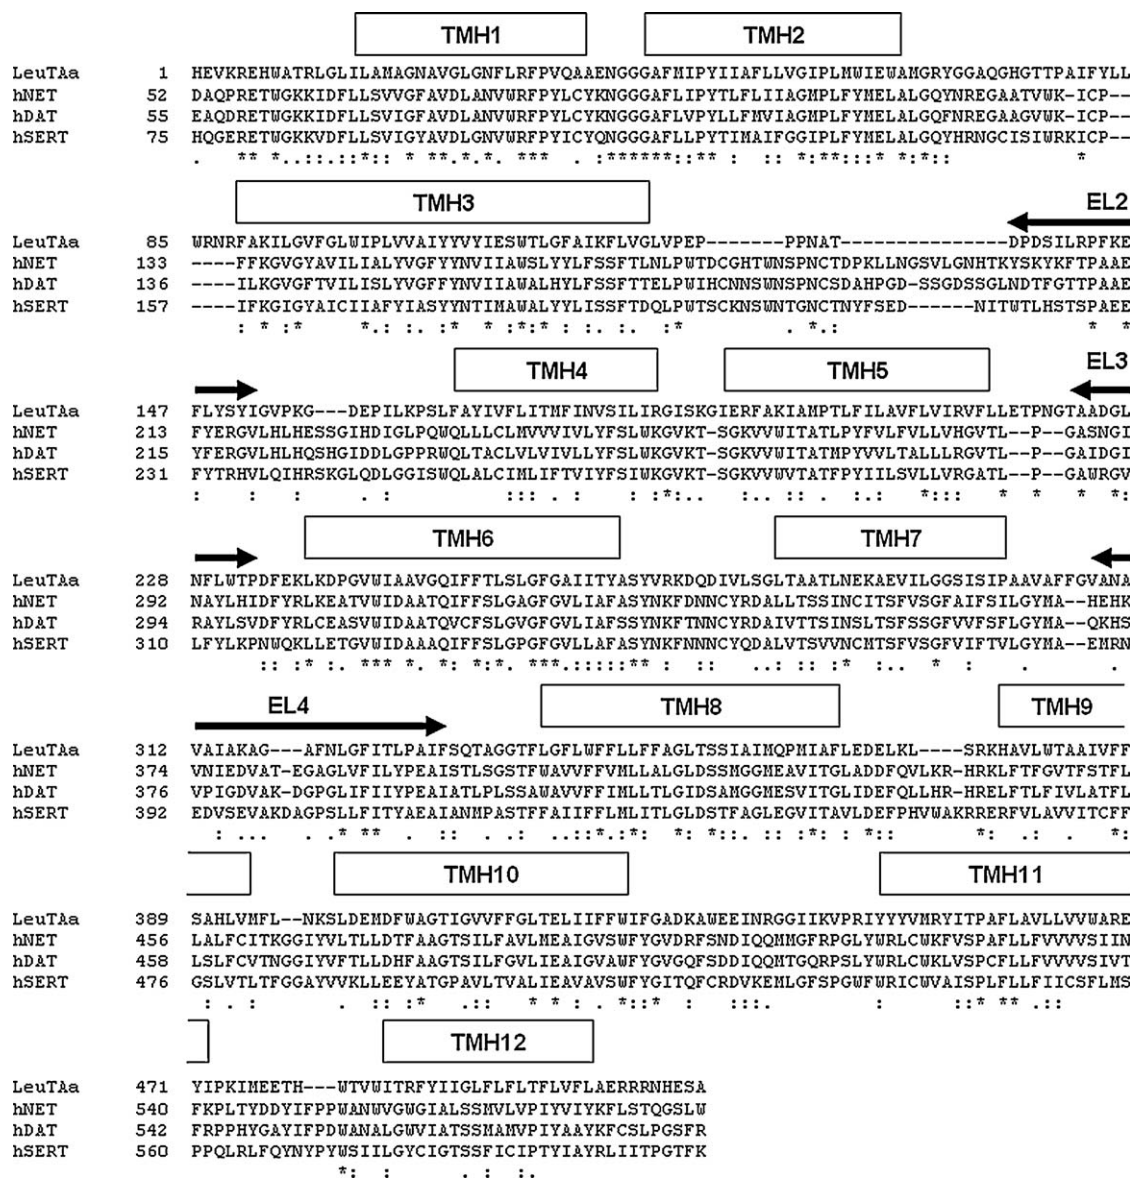 TMH1 TMH2
LeuTAa 1 HEVKREHWATRLGLILAMAGNAVGLGNFLRFPVQAAENGGGAFMIPYIIAFLLVGIPLMWIEWAMGRYGGAQGHGTTPAIFYLL
hNET 52 DAQPRETWGKKIDFLLSVVGFAVDLANVWRFPYLCYKNGGGAFLIPYTLFLIIAGMPLFYMELALGQYNREGAATVWK-ICP--
hDAT 55 EAQDRETWGKKIDFLLSVIGFAVDLANVWRFPYLCYKNGGGAFLVPYLLFMVIAGMPLFYMELALGQFNREGAAGVWK-ICP--
hSERT 75 HQGERETWGKKVDFLLSVIGYAVDLGNVWRFPYICYQNGGGAFLLPYTIMAIFGGIPLFYMELALGQYHRNGCISIWRKICP--
TMH3 EL2
LeuTAa 85 WRNRFAKILGVFGLWIPLVVAIYYVYIESWTLGFAIKFLVGLVPEP-------PPNAT---------------DPDSILRPFKE
hNET 133 ----FFKGVGYAVILIALYVGFYYNVIIAWSLYYLFSSFTLNLPWTDCGHTWNSPNCTDPKLLNGSVLGNHTKYSKYKFTPAAE
hDAT 136 ----ILKGVGFTVILISLYVGFFYNVIIAWALHYLFSSFTTELPWIHCNNSWNSPNCSDAHPGD-SSGDSSGLNDTFGTTPAAE
hSERT 157 ----IFKGIGYAICIIAFYIASYYNTIMAWALYYLISSFTDQLPWTSCKNSWNTGNCTNYFSED-------NITWTLHSTSPAEE
TMH4 TMH5 EL3
LeuTAa 147 FLYSYIGVPKG---DEPILKPSLFAYIVFLITMFINVSILIRGISKGIERFAKIAMPTLFILAVFLVIRVFLLETPNGTAADGL
hNET 213 FYERGVLHLHESSGIHDIGLPQWQLLLCLMVVVIVLYFSLWKGVKT-SGKVVWITATLPYFVLFVLLVHGVTL--P-GASNGI
hDAT 215 YFERGVLHLHQSHGIDDLGPPRWQLTACLVLVIVLLYFSLWKGVKT-SGKVVWITATMPYVVLTALLLRGVTL--P-GAIDGI
hSERT 231 FYTRHVLQIHRSKGLQDLGGISWQLALCIMLIFTVIYFSIWKGVKT-SGKVVWVTATFPYIILSVLLVRGATL--P-GAWRGV
TMH6 TMH7
LeuTAa 228 NFLWTPDFEKLKDPGVWIAAVGQIFFTLSLGFGAIITYASYVRKDQDIVLSGLTAATLNEKAEVILGGSISIPAAVAFFGVANA
hNET 292 NAYLHIDFYRLKEATVWIDAATQIFFSLGAGFGVLIAFASYNKFDNNCYRDALLTSSINCITSFVSGFAIFSILGYMA--HEHK
hDAT 294 RAYLSVDFYRLCEASVWIDAATQVCFSLGVGFGVLIAFSSYNKFTNNCYRDAIVTTSINSLTSFSSGFVVFSFLGYMA--QKHS
hSERT 310 LFYLKPNWQKLLETGVWIDAAAQIFFSLGPGFGVLLAFASYNKFNNNCYQDALVTSVVNCMTSFVSGFVIFTVLGYMA--EMRN
EL4 TMH8 TMH9
LeuTAa 312 VAIAKAG---AFNLGFITLPAIFSQTAGGTFLGFLWFFLLFFAGLTSSIAIMQPMIAFLEDELKL----SRKHAVLWTAAIVFF
hNET 374 VNIEDVAT-EGAGLVFILYPEAISTLSGSTFWAVVFFVMLLALGLDSSMGGMEAVITGLADDFQVLKR-HRKLFTFGVTFSTFL
hDAT 376 VPIGDVAK-DGPGLIFIIYPEAIATLPLSSAWAVVFFIMLLTLGIDSAMGGMESVITGLIDEFQLLHR-HRELFTLFIVLATFL
hSERT 392 EDVSEVAKDAGPSLLFITYAEAIANMPASTFFAIIFFLMLITLGLDSTFAGLEGVITAVLDEFPHVWAKRRERFVLAVVITCFF
TMH10 TMH11
LeuTAa 389 SAHLVMFL--NKSLDEMDFWAGTIGVVFFGLTELIIFFWIFGADKAWEEINRGGIIKVPRIYYYVMRYITPAFLAVLLVVWARE
hNET 456 LALFCITKGGIYVLTLLDTFAAGTSILFAVLMEAIGVSWFYGVDRFSNDIQQMMGFRPGLYWRLCWKFVSPAFLLFVVVVSIIN
hDAT 458 LSLFCVTNGGIYVFTLLDHFAAGTSILFGVLIEAIGVAWFYGVGQFSDDIQQMTGQRPSLYWRLCWKLVSPCFLLFVVVVSIVT
hSERT 476 GSLVTLTFGGAYVVKLLEEYATGPAVLTVALIEAVAVSWFYGITQFCRDVKEMLGFSPGWFWRICWVAISPLFLLFIICSFLMS
TMH12
LeuTAa 471 YIPKIMEETH---WTVWITRFYIIGLFLFLTFLVFLAERRRNHESA
hNET 540 FKPLTYDDYIFPPWANWVGWGIALSSMVLVPIYVIYKFLSTQGSLW
hDAT 542 FRPPHYGAYIFPDWANALGWVIATSSMAMVPIYAAYKFCSLPGSFR
hSERT 560 PPQLRLFQYNYPYWSIILGYCIGTSSFICIPTYIAYRLIITPGTFK